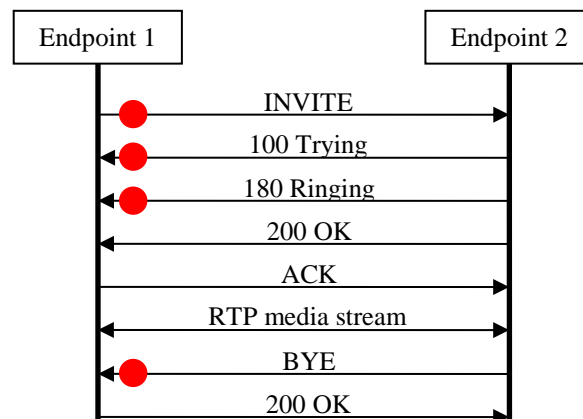 Endpoint 1
Endpoint 2
INVITE
100 Trying
180 Ringing
200 OK
ACK
RTP media stream
BYE
200 OK